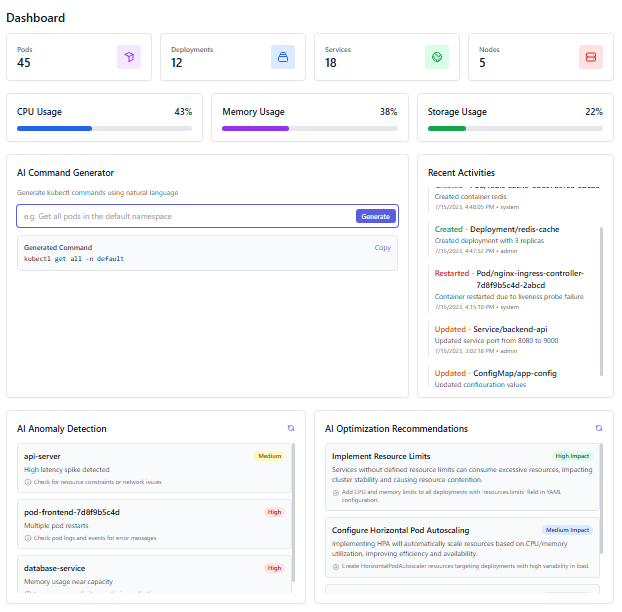 Dashboard
Pods
45
Deployments
12
Services
18
Nodes
5
CPU Usage
43%
Memory Usage
38%
Storage Usage
22%
AI Command Generator
Generate kubectl commands using natural language
e.g. Get all pods in the default namespace
Generate
Generated Command
Copy
kubectl get all -n default
Recent Activities
Created container redis
7/15/2023, 4:48:05 PM • system
Created - Deployment/redis-cache
Created deployment with 3 replicas
7/15/2023, 4:47:52 PM • admin
Restarted - Pod/nginx-ingress-controller-
7d8f9b5c4d-2abcd
Container restarted due to liveness probe failure
7/15/2023, 4:15:10 PM • system
Updated - Service/backend-api
Updated service port from 8080 to 9000
7/15/2023, 3:02:18 PM • admin
Updated - ConfigMap/app-config
Updated configuration values
AI Anomaly Detection
api-server
Medium
High latency spike detected
Check for resource constraints or network issues
pod-frontend-7d8f9b5c4d
High
Multiple pod restarts
Check pod logs and events for error messages
database-service
High
Memory usage near capacity
AI Optimization Recommendations
Implement Resource Limits
High Impact
Services without defined resource limits can consume excessive resources, impacting
cluster stability and causing resource contention.
Add CPU and memory limits to all deployments with 'resources.limits' field in YAML
configuration.
Configure Horizontal Pod Autoscaling
Medium Impact
Implementing HPA will automatically scale resources based on CPU/memory
utilization, improving efficiency and availability.
Create HorizontalPodAutoscaler resources targeting deployments with high variability in load.